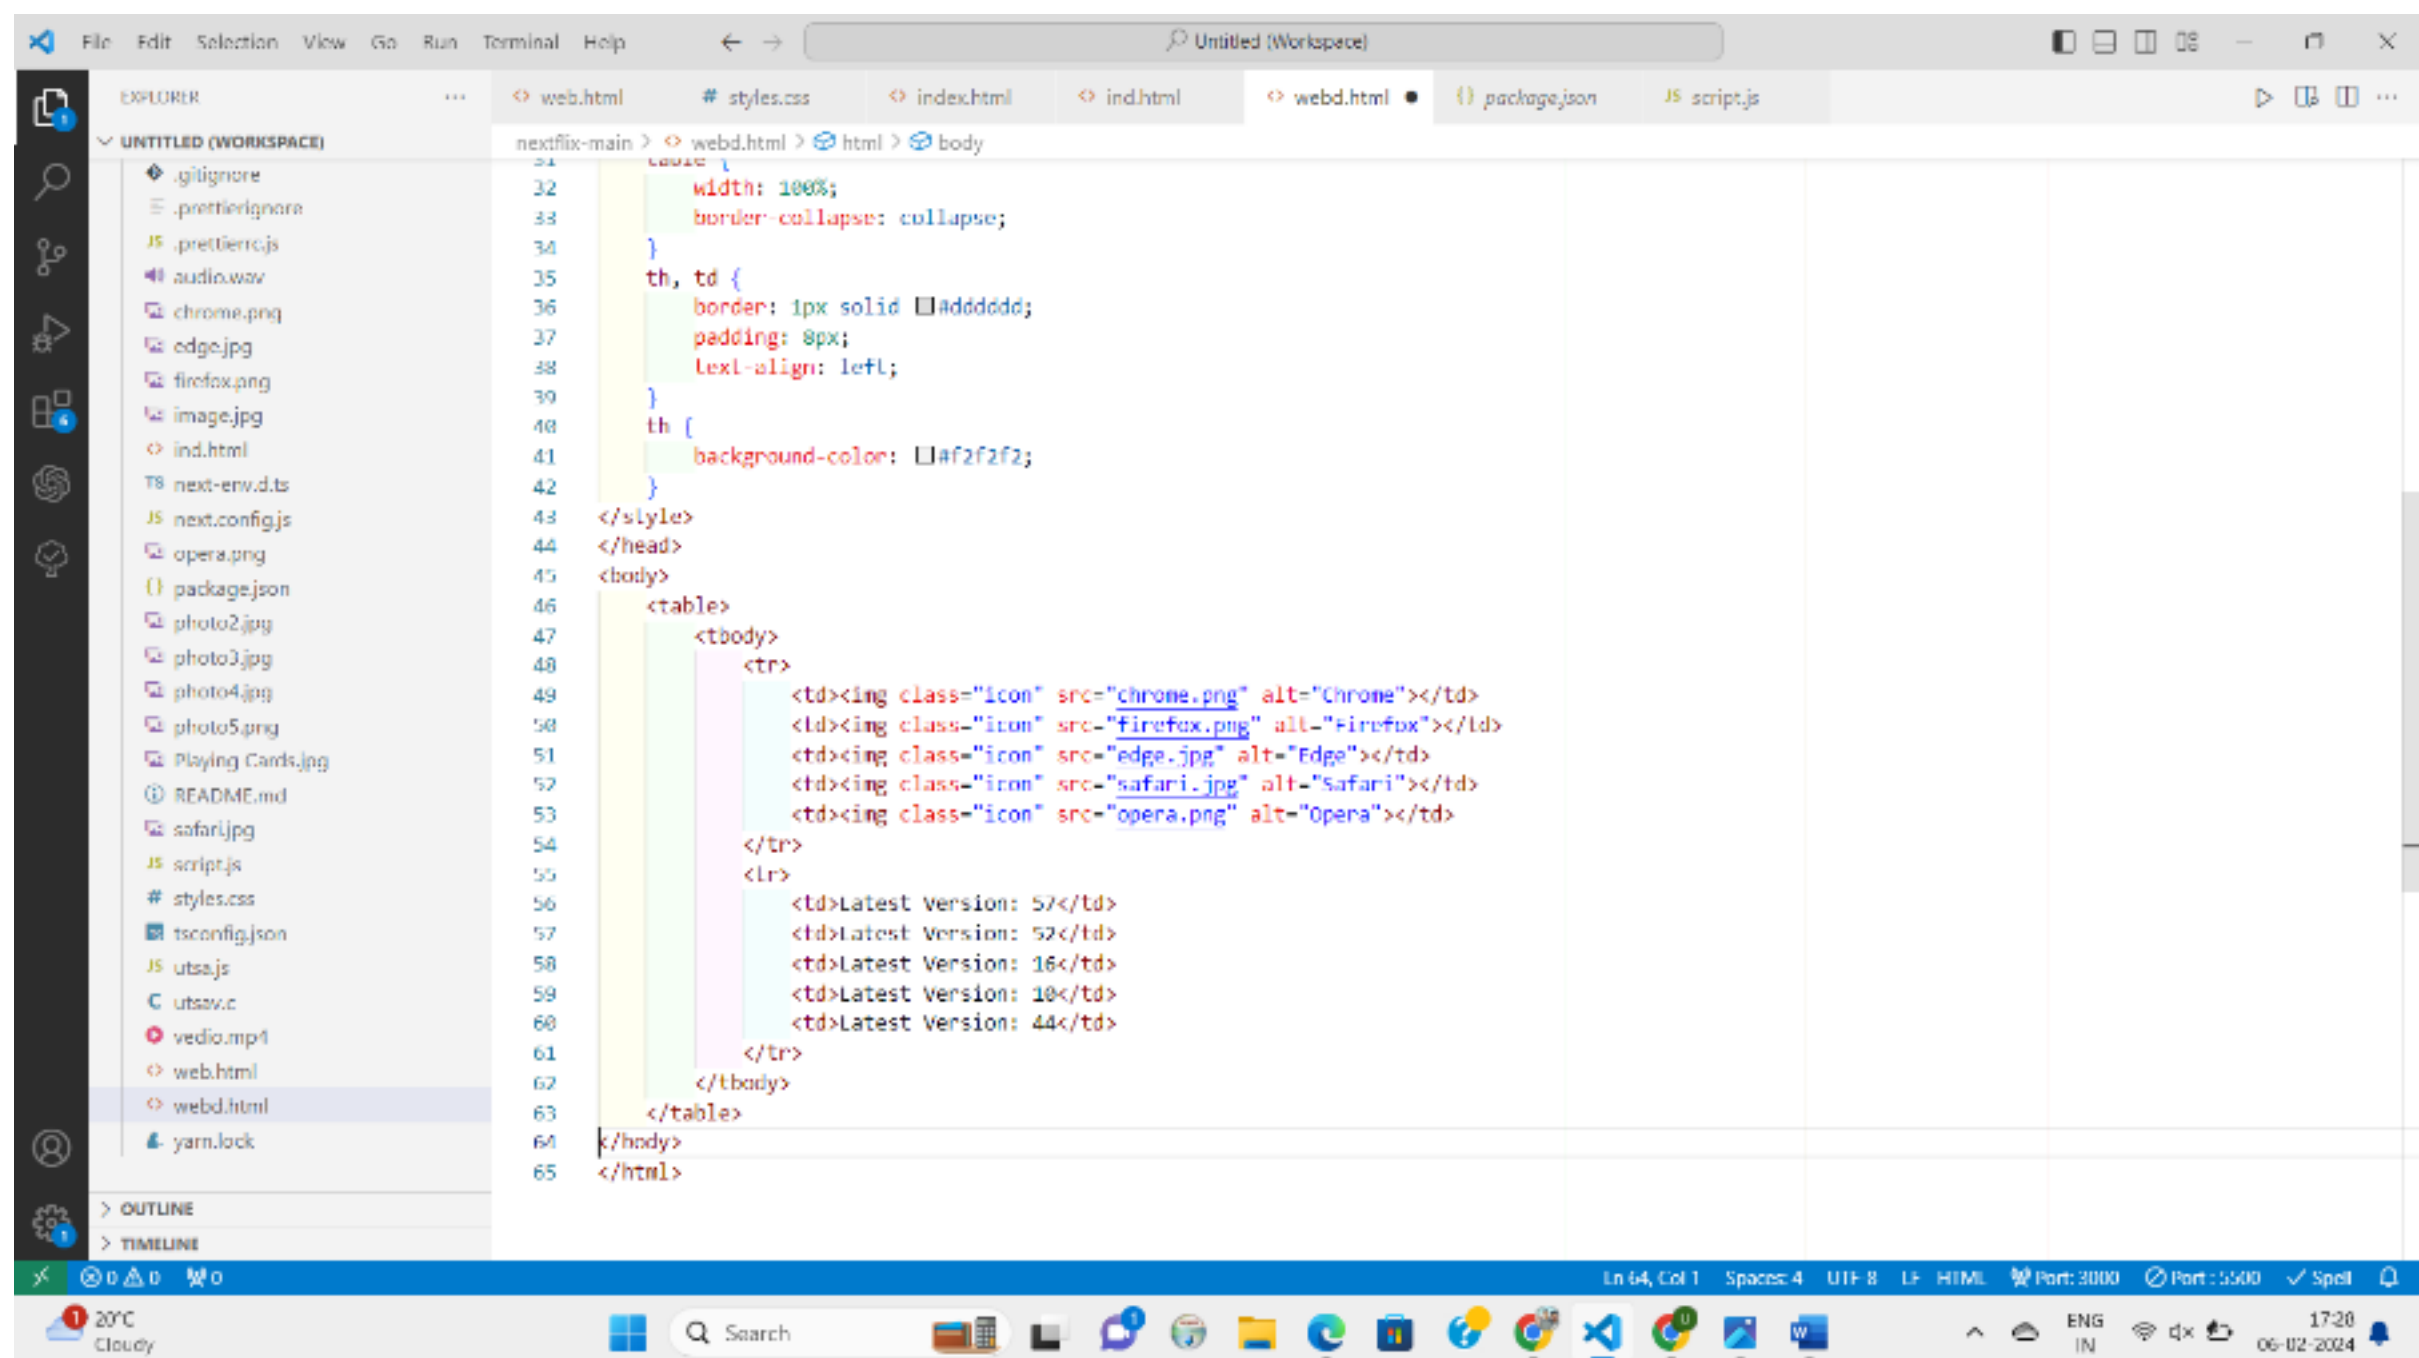 File Edit Selection View Go Run Terminal Help
Untitled (Workspace)
EXPLORER
web.html
# styles.css
index.html
ind.html
webd.html
{} package.json
JS script.js
UNTITLED (WORKSPACE)
nextflix-main > webd.html > html > body
.gitignore
.prettierignore
JS .prettierrc.js
audio.wav
chrome.png
edge.jpg
firefox.png
image.jpg
ind.html
TS next-env.d.ts
JS next.config.js
opera.png
{} package.json
photo2.jpg
photo3.jpg
photo4.jpg
photo5.png
Playing Cards.jpg
README.md
safari.jpg
JS script.js
# styles.css
tsconfig.json
JS utsa.js
C utsav.c
vedio.mp4
web.html
webd.html
yarn.lock
OUTLINE
TIMELINE
31 table {
32 width: 100%;
33 border-collapse: collapse;
34 }
35 th, td {
36 border: 1px solid #dddddd;
37 padding: 8px;
38 text-align: left;
39 }
40 th {
41 background-color: #f2f2f2;
42 }
43 </style>
44 </head>
45 <body>
46 <table>
47 <tbody>
48 <tr>
49 <td><img class="icon" src="chrome.png" alt="Chrome"></td>
50 <td><img class="icon" src="firefox.png" alt="Firefox"></td>
51 <td><img class="icon" src="edge.jpg" alt="Edge"></td>
52 <td><img class="icon" src="safari.jpg" alt="Safari"></td>
53 <td><img class="icon" src="opera.png" alt="Opera"></td>
54 </tr>
55 <tr>
56 <td>Latest Version: 57</td>
57 <td>Latest Version: 52</td>
58 <td>Latest Version: 16</td>
59 <td>Latest Version: 10</td>
60 <td>Latest Version: 44</td>
61 </tr>
62 </tbody>
63 </table>
64 </body>
65 </html>
0 0 0
Ln 64, Col 1 Spaces: 4 UTF-8 LF HTML Port: 3000 Port : 5500 Spell
1 20°C
Cloudy
Search
ENG
IN
17:28
06-02-2024